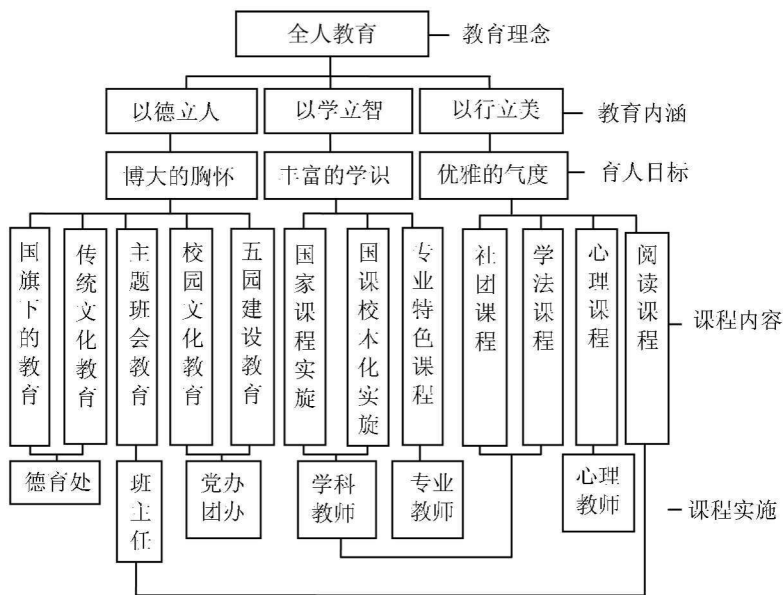 全人教育
教育理念
以德立人
以学立智
以行立美
教育内涵
博大的胸怀
丰富的学识
优雅的气度
育人目标
国旗下的教育
传统文化教育
主题班会教育
校园文化教育
五园建设教育
国家课程实旋
国课校本化实旋
专业特色课程
社团课程
学法课程
心理课程
阅读课程
课程内容
德育处
班主任
党办
团办
学科
教师
专业
教师
心理
教师
课程实施